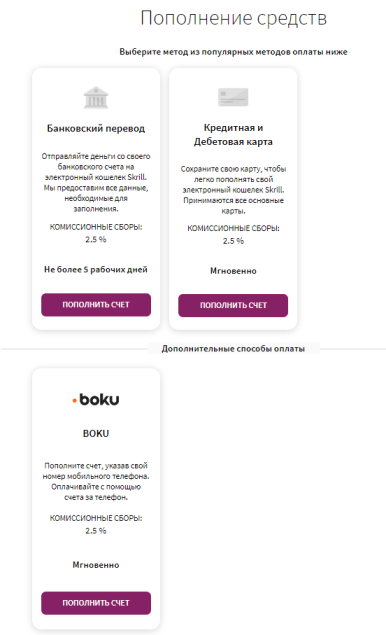 Пополнение средств
Выберите метод из популярных методов оплаты ниже
Банковский перевод
Отправляйте деньги со своего
банковского счета на
электронный кошелек Skrill.
Мы предоставим все данные,
необходимые для
заполнения.
КОМИССИОННЫЕ СБОРЫ:
2.5 %
Не более 5 рабочих дней
ПОПОЛНИТЬ СЧЕТ
Кредитная и
Дебетовая карта
Сохраните свою карту, чтобы
легко пополнять свой
электронный кошелек Skrill.
Принимаются все основные
карты.
КОМИССИОННЫЕ СБОРЫ:
2.5 %
Мгновенно
ПОПОЛНИТЬ СЧЕТ
Дополнительные способы оплаты
boku
BOKU
Пополните счет, указав свой
номер мобильного телефона.
Оплачивайте с помощью
счета за телефон.
КОМИССИОННЫЕ СБОРЫ:
2.5 %
Мгновенно
ПОПОЛНИТЬ СЧЕТ